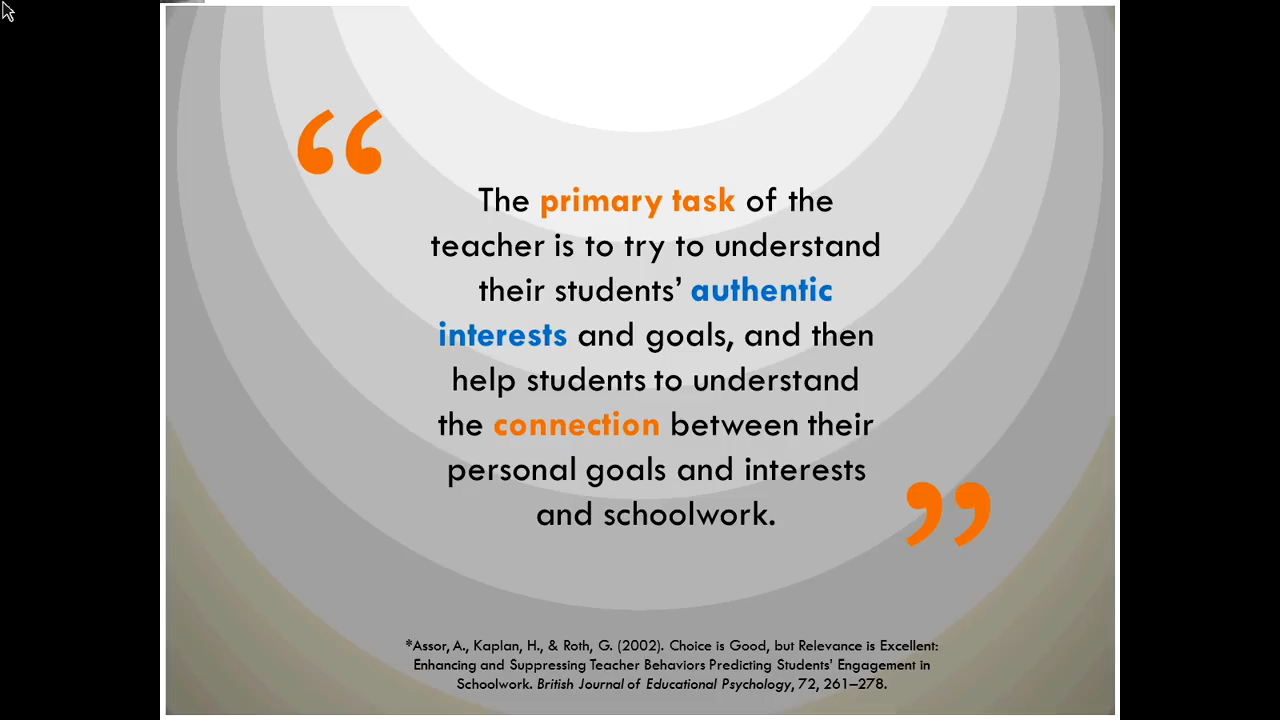 “
The primary task of the
teacher is to try to understand
their students’ authentic
interests and goals, and then
help students to understand
the connection between their
personal goals and interests
and schoolwork.
”
*Assor, A., Kaplan, H., & Roth, G. (2002). Choice is Good, but Relevance is Excellent:
Enhancing and Suppressing Teacher Behaviors Predicting Students’ Engagement in
Schoolwork. British Journal of Educational Psychology, 72, 261–278.